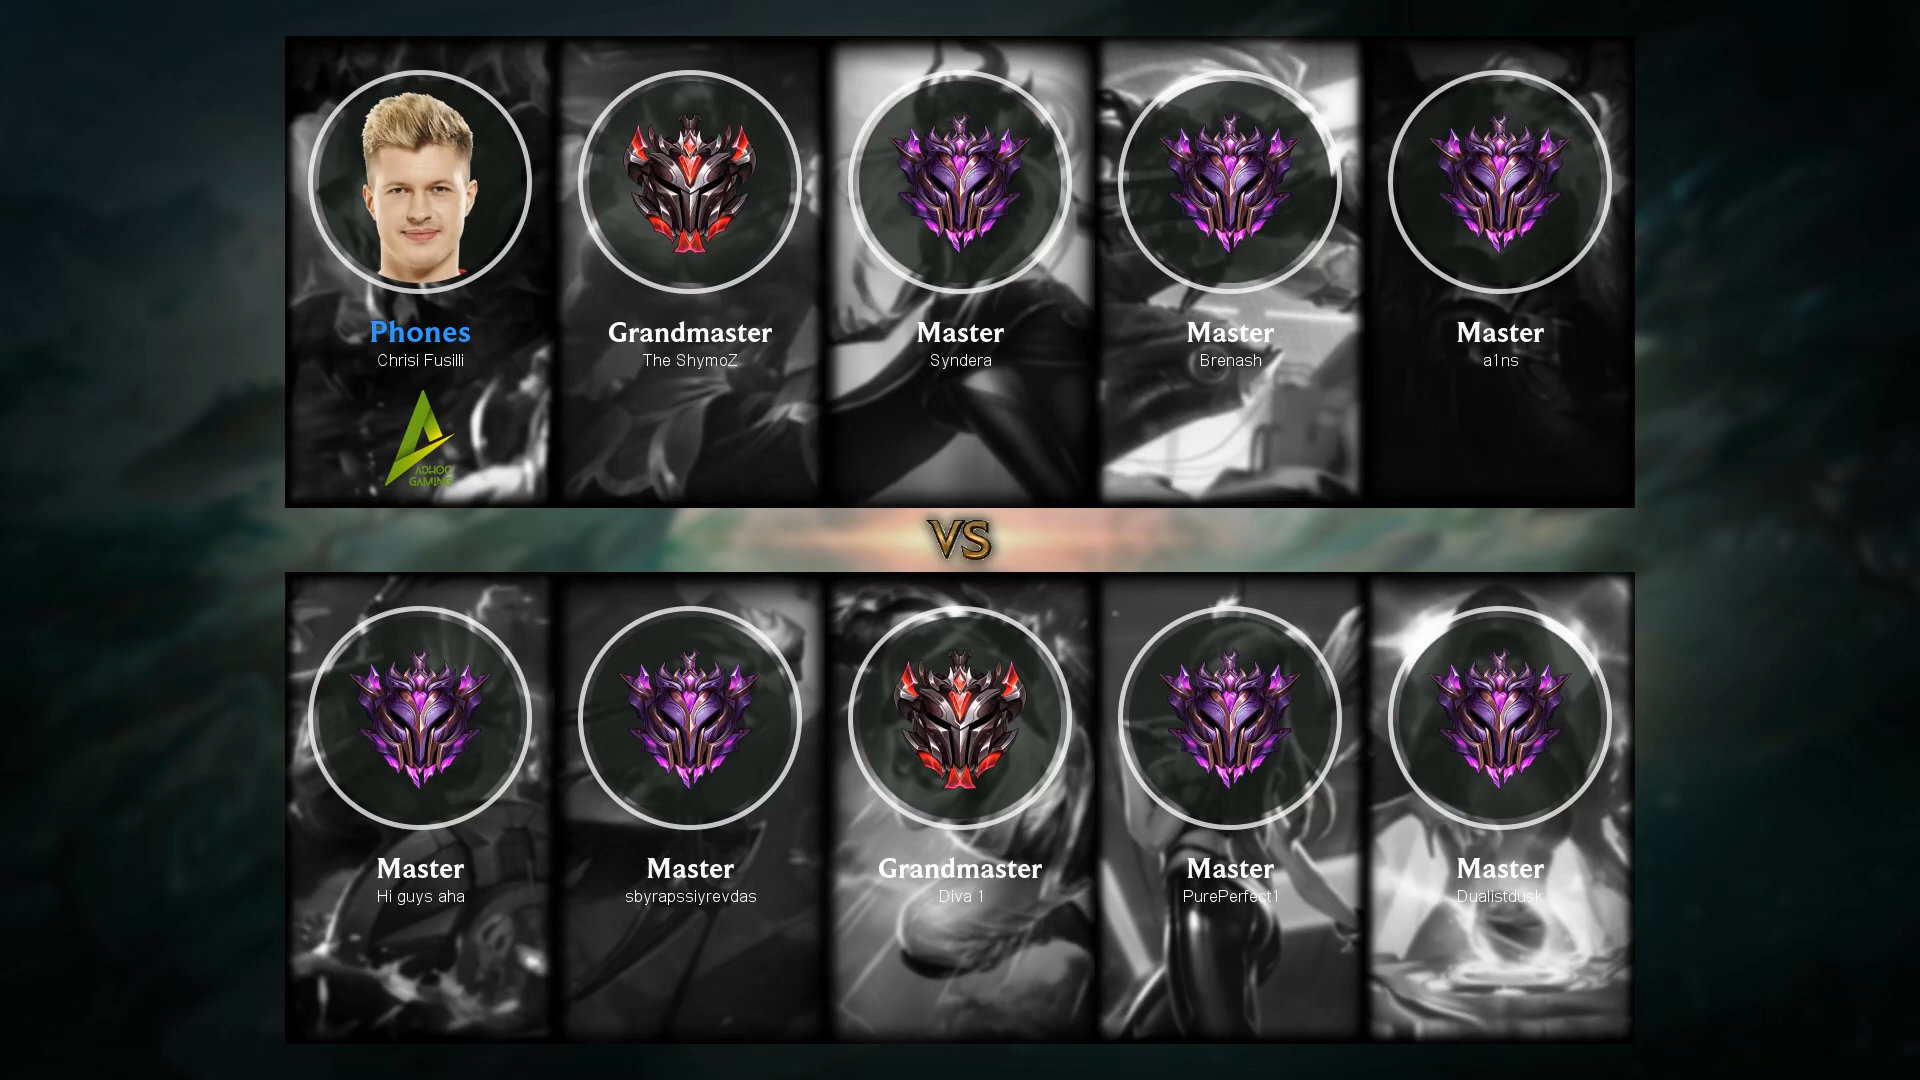 Phones
Chrisi Fusilli
ADHOC
GAMING
Grandmaster
The ShymoZ
Master
Syndera
Master
Brenash
Master
a1ns
VS
Master
Hi guys aha
Master
sbyrapssiyrevdas
Grandmaster
Diva 1
Master
PurePerfect1
Master
Dualistdusk